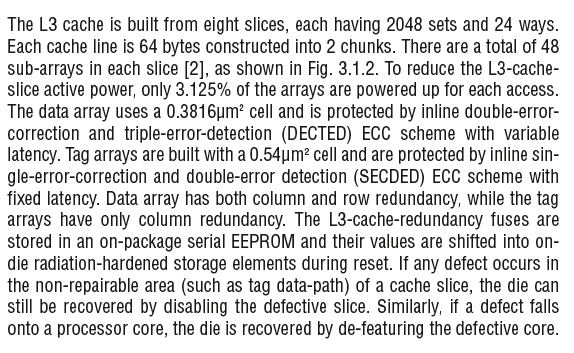 The L3 cache is built from eight slices, each having 2048 sets and 24 ways.
Each cache line is 64 bytes constructed into 2 chunks. There are a total of 48
sub-arrays in each slice [2], as shown in Fig. 3.1.2. To reduce the L3-cache-
slice active power, only 3.125% of the arrays are powered up for each access.
The data array uses a 0.3816µm² cell and is protected by inline double-error-
correction and triple-error-detection (DECTED) ECC scheme with variable
latency. Tag arrays are built with a 0.54µm² cell and are protected by inline sin-
gle-error-correction and double-error detection (SECDED) ECC scheme with
fixed latency. Data array has both column and row redundancy, while the tag
arrays have only column redundancy. The L3-cache-redundancy fuses are
stored in an on-package serial EEPROM and their values are shifted into on-
die radiation-hardened storage elements during reset. If any defect occurs in
the non-repairable area (such as tag data-path) of a cache slice, the die can
still be recovered by disabling the defective slice. Similarly, if a defect falls
onto a processor core, the die is recovered by de-featuring the defective core.